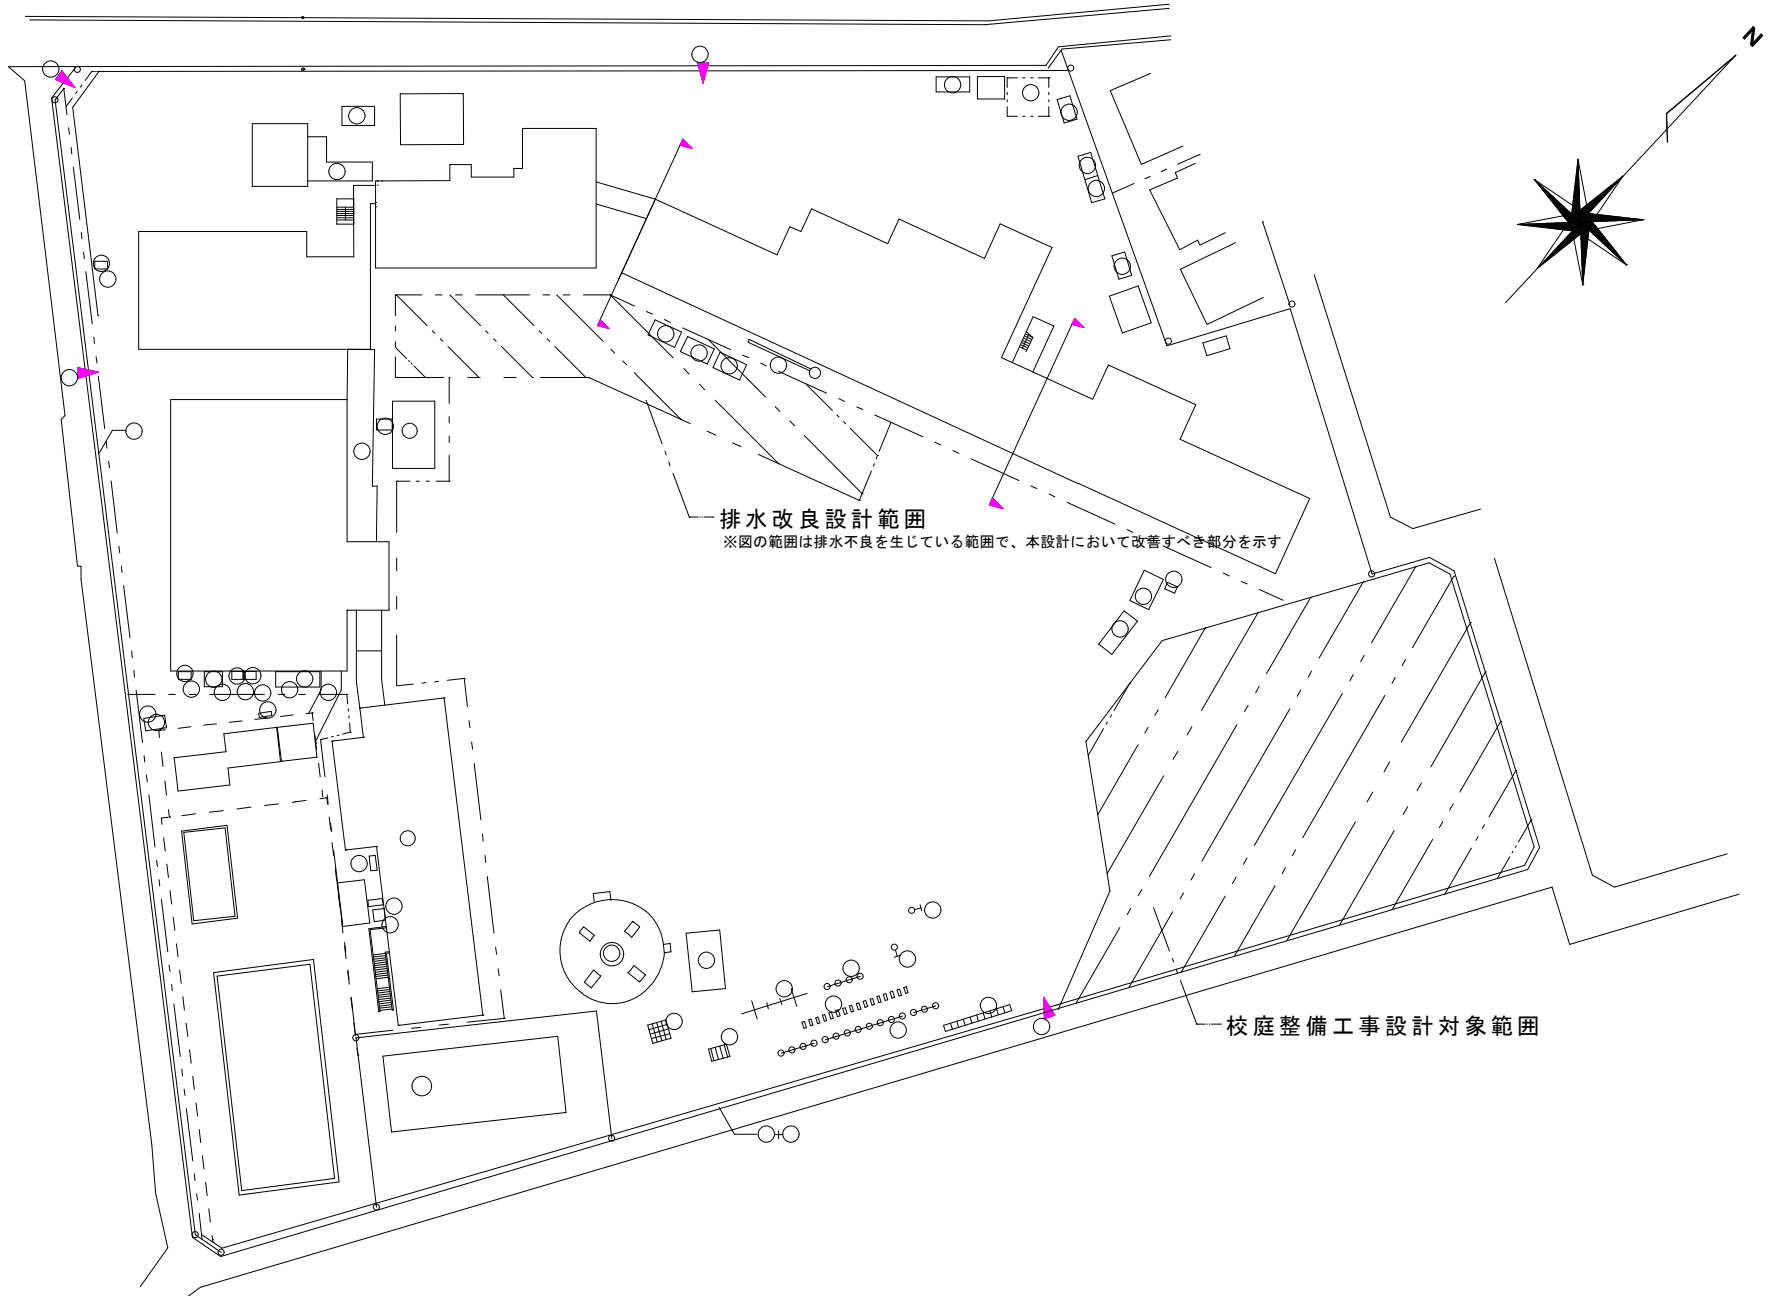 N
排水改良設計範囲
※図の範囲は排水不良を生じている範囲で、本設計において改善すべき部分を示す
校庭整備工事設計対象範囲